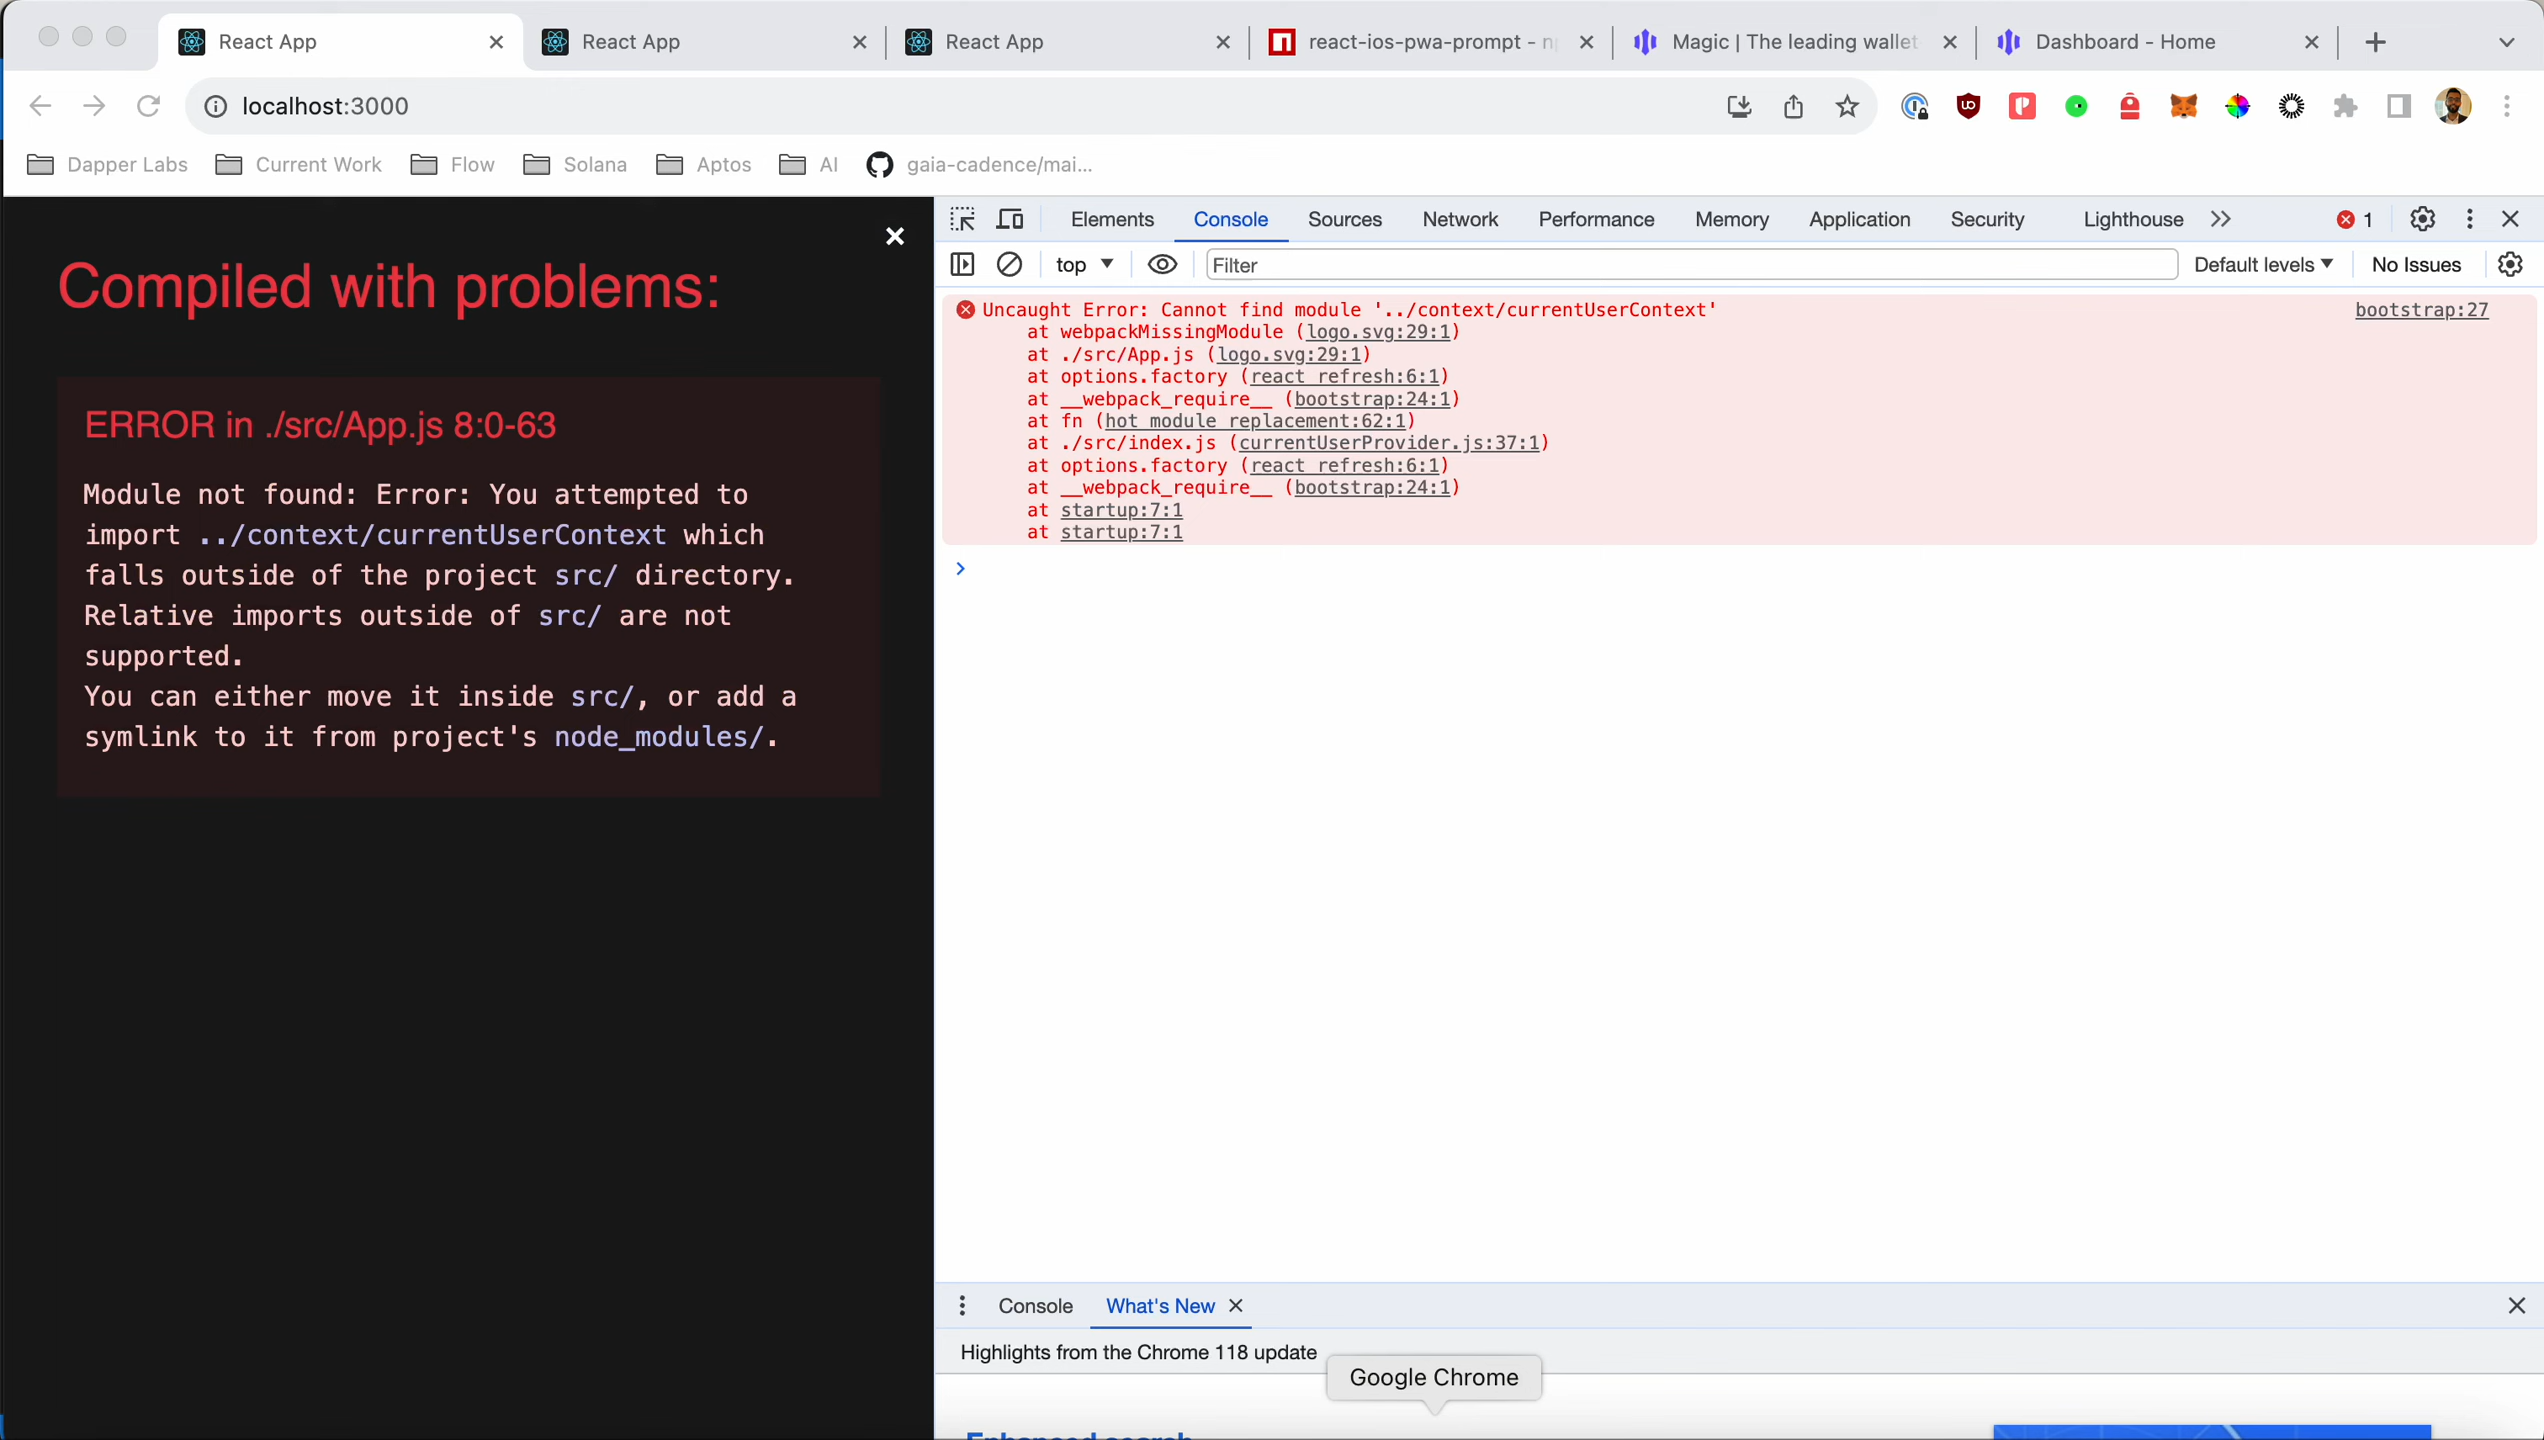 React App
React App
React App
react-ios-pwa-prompt - n
Magic | The leading wallet
Dashboard - Home
localhost:3000
Dapper Labs
Current Work
Flow
Solana
Aptos
AI
gaia-cadence/mai...
Compiled with problems:
ERROR in ./src/App.js 8:0-63
Module not found: Error: You attempted to
import ../context/currentUserContext which
falls outside of the project src/ directory.
Relative imports outside of src/ are not
supported.
You can either move it inside src/, or add a
symlink to it from project's node_modules/.
Elements
Console
Sources
Network
Performance
Memory
Application
Security
Lighthouse
1
top
Filter
Default levels
No Issues
Uncaught Error: Cannot find module '../context/currentUserContext' bootstrap:27
at webpackMissingModule (logo.svg:29:1)
at ./src/App.js (logo.svg:29:1)
at options.factory (react refresh:6:1)
at __webpack_require__ (bootstrap:24:1)
at fn (hot module replacement:62:1)
at ./src/index.js (currentUserProvider.js:37:1)
at options.factory (react refresh:6:1)
at __webpack_require__ (bootstrap:24:1)
at startup:7:1
at startup:7:1
Console
What's New
Highlights from the Chrome 118 update
Google Chrome
Enhanced search